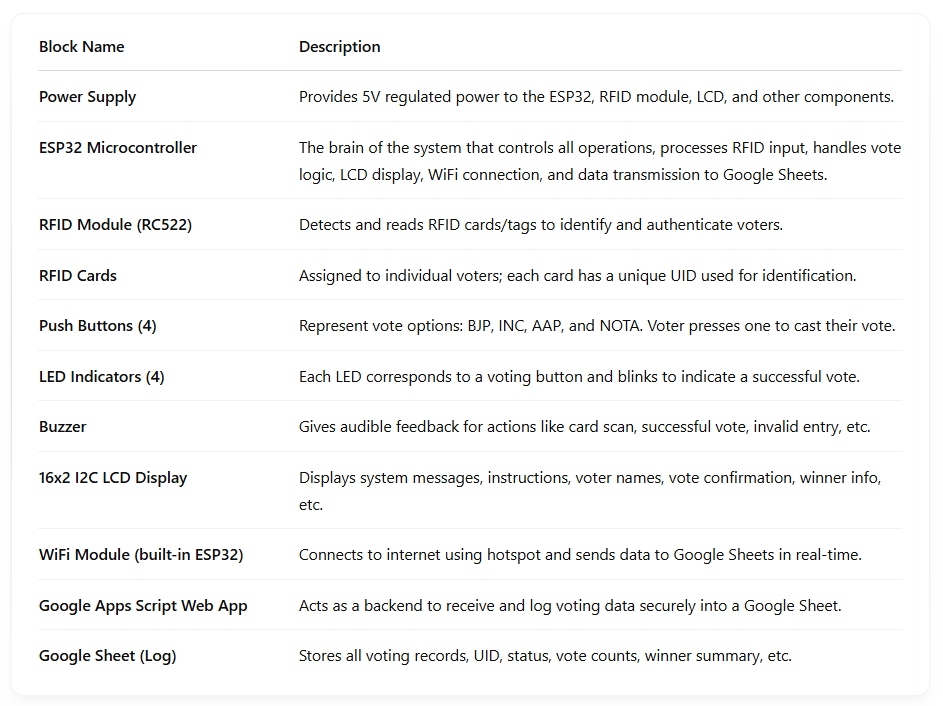 Block Name Description
Power Supply Provides 5V regulated power to the ESP32, RFID module, LCD, and other components.
ESP32 Microcontroller The brain of the system that controls all operations, processes RFID input, handles vote
logic, LCD display, WiFi connection, and data transmission to Google Sheets.
RFID Module (RC522) Detects and reads RFID cards/tags to identify and authenticate voters.
RFID Cards Assigned to individual voters; each card has a unique UID used for identification.
Push Buttons (4) Represent vote options: BJP, INC, AAP, and NOTA. Voter presses one to cast their vote.
LED Indicators (4) Each LED corresponds to a voting button and blinks to indicate a successful vote.
Buzzer Gives audible feedback for actions like card scan, successful vote, invalid entry, etc.
16x2 I2C LCD Display Displays system messages, instructions, voter names, vote confirmation, winner info,
etc.
WiFi Module (built-in ESP32) Connects to internet using hotspot and sends data to Google Sheets in real-time.
Google Apps Script Web App Acts as a backend to receive and log voting data securely into a Google Sheet.
Google Sheet (Log) Stores all voting records, UID, status, vote counts, winner summary, etc.